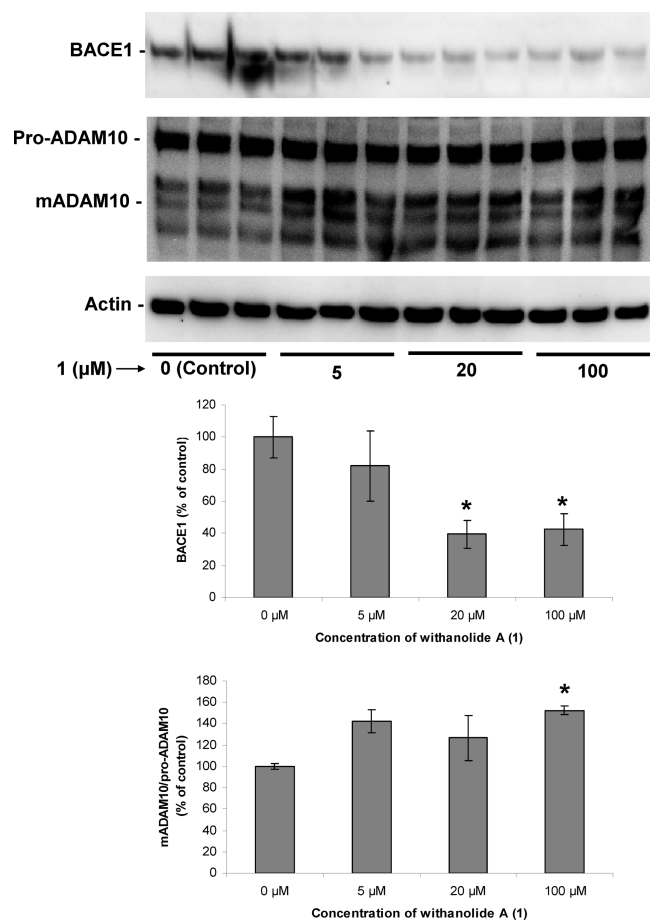 BACE1 -
Pro-ADAM10 -
mADAM10 -
Actin -
1 (µM) → 0 (Control) 5 20 100
BACE1 (% of control)
120
100
80
60
40
20
0
*
*
0 µM 5 µM 20 µM 100 µM
Concentration of withanolide A (1)
mADAM10/pro-ADAM10
(% of control)
180
160
140
120
100
80
60
40
20
0
*
0 µM 5 µM 20 µM 100 µM
Concentration of withanolide A (1)